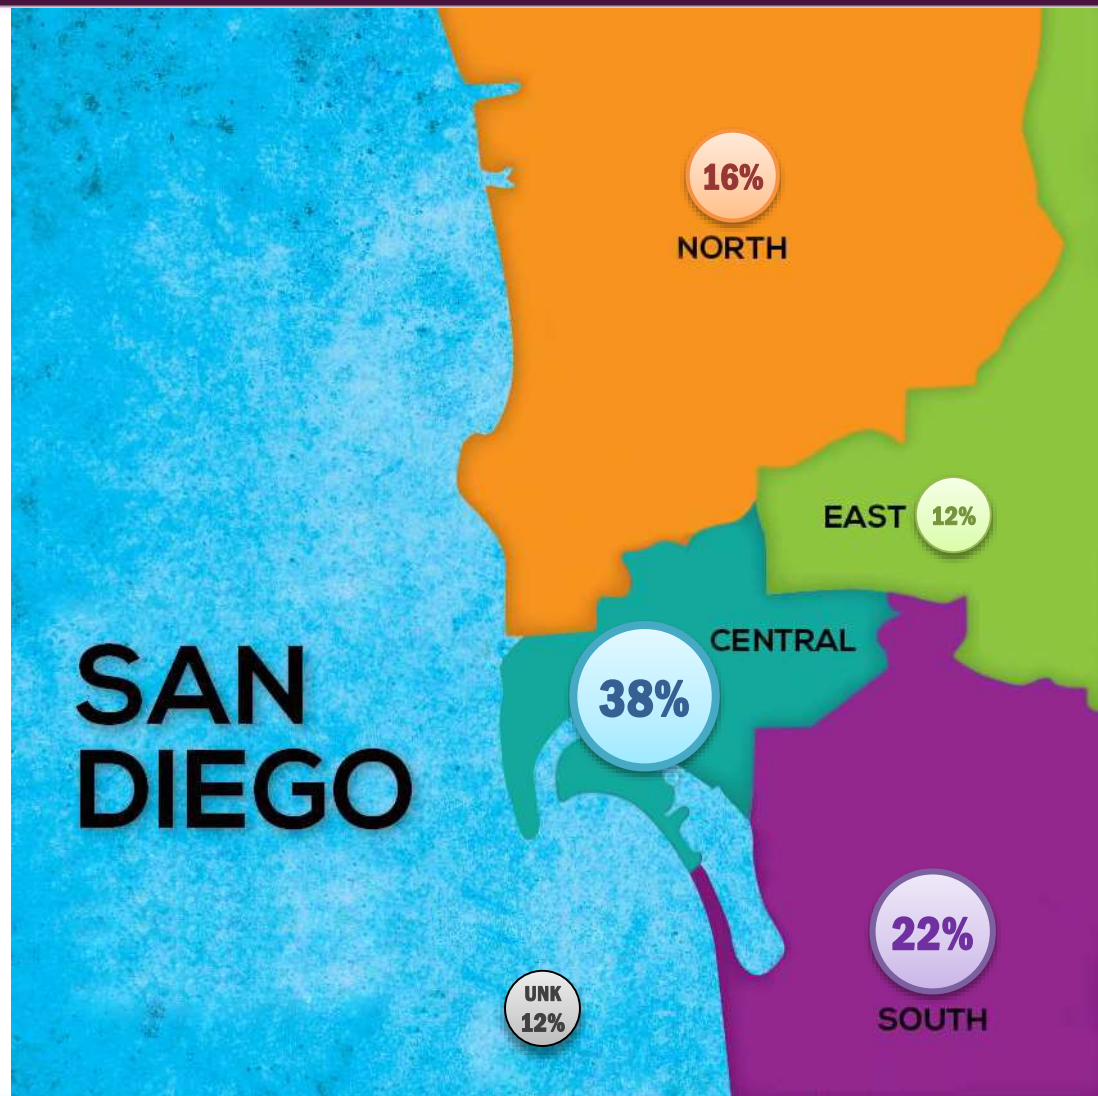 16%
NORTH
EAST 12%
CENTRAL
38%
SAN
DIEGO
22%
SOUTH
UNK
12%